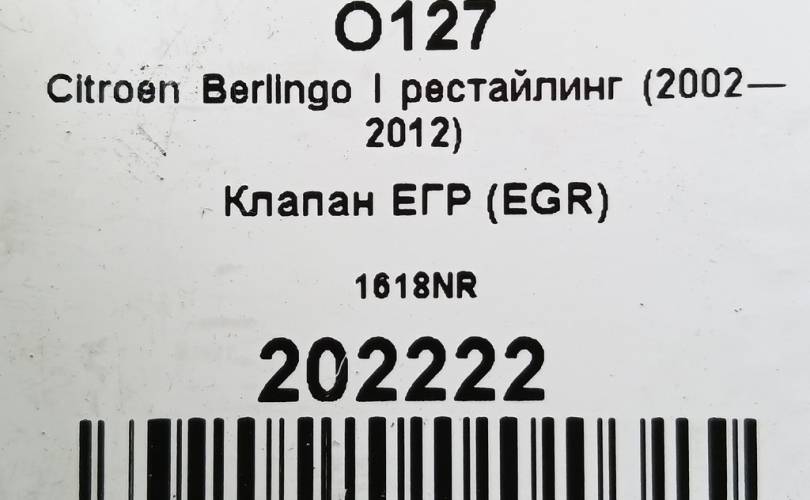 O127
Citroen Berlingo I рестайлинг (2002—
2012)
Клапан ЕГР (EGR)
1618NR
202222